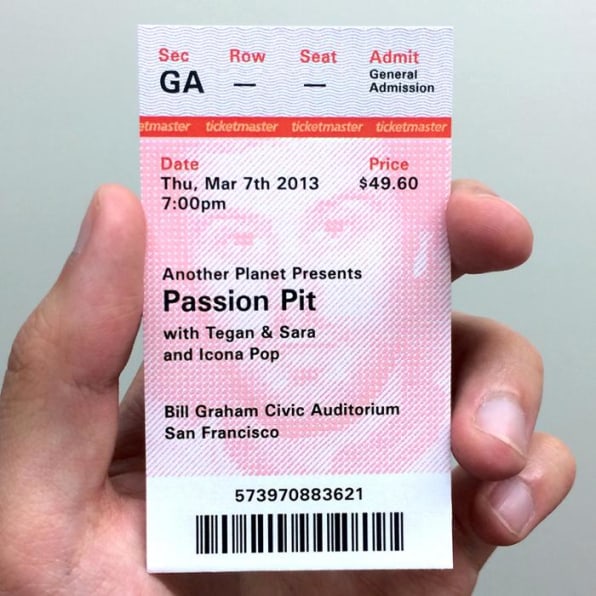 Sec Row Seat Admit
GA — — General
Admission
etmaster ticketmaster ticketmaster ticketmaster
Date Price
Thu, Mar 7th 2013 $49.60
7:00pm
Another Planet Presents
Passion Pit
with Tegan & Sara
and Icona Pop
Bill Graham Civic Auditorium
San Francisco
573970883621